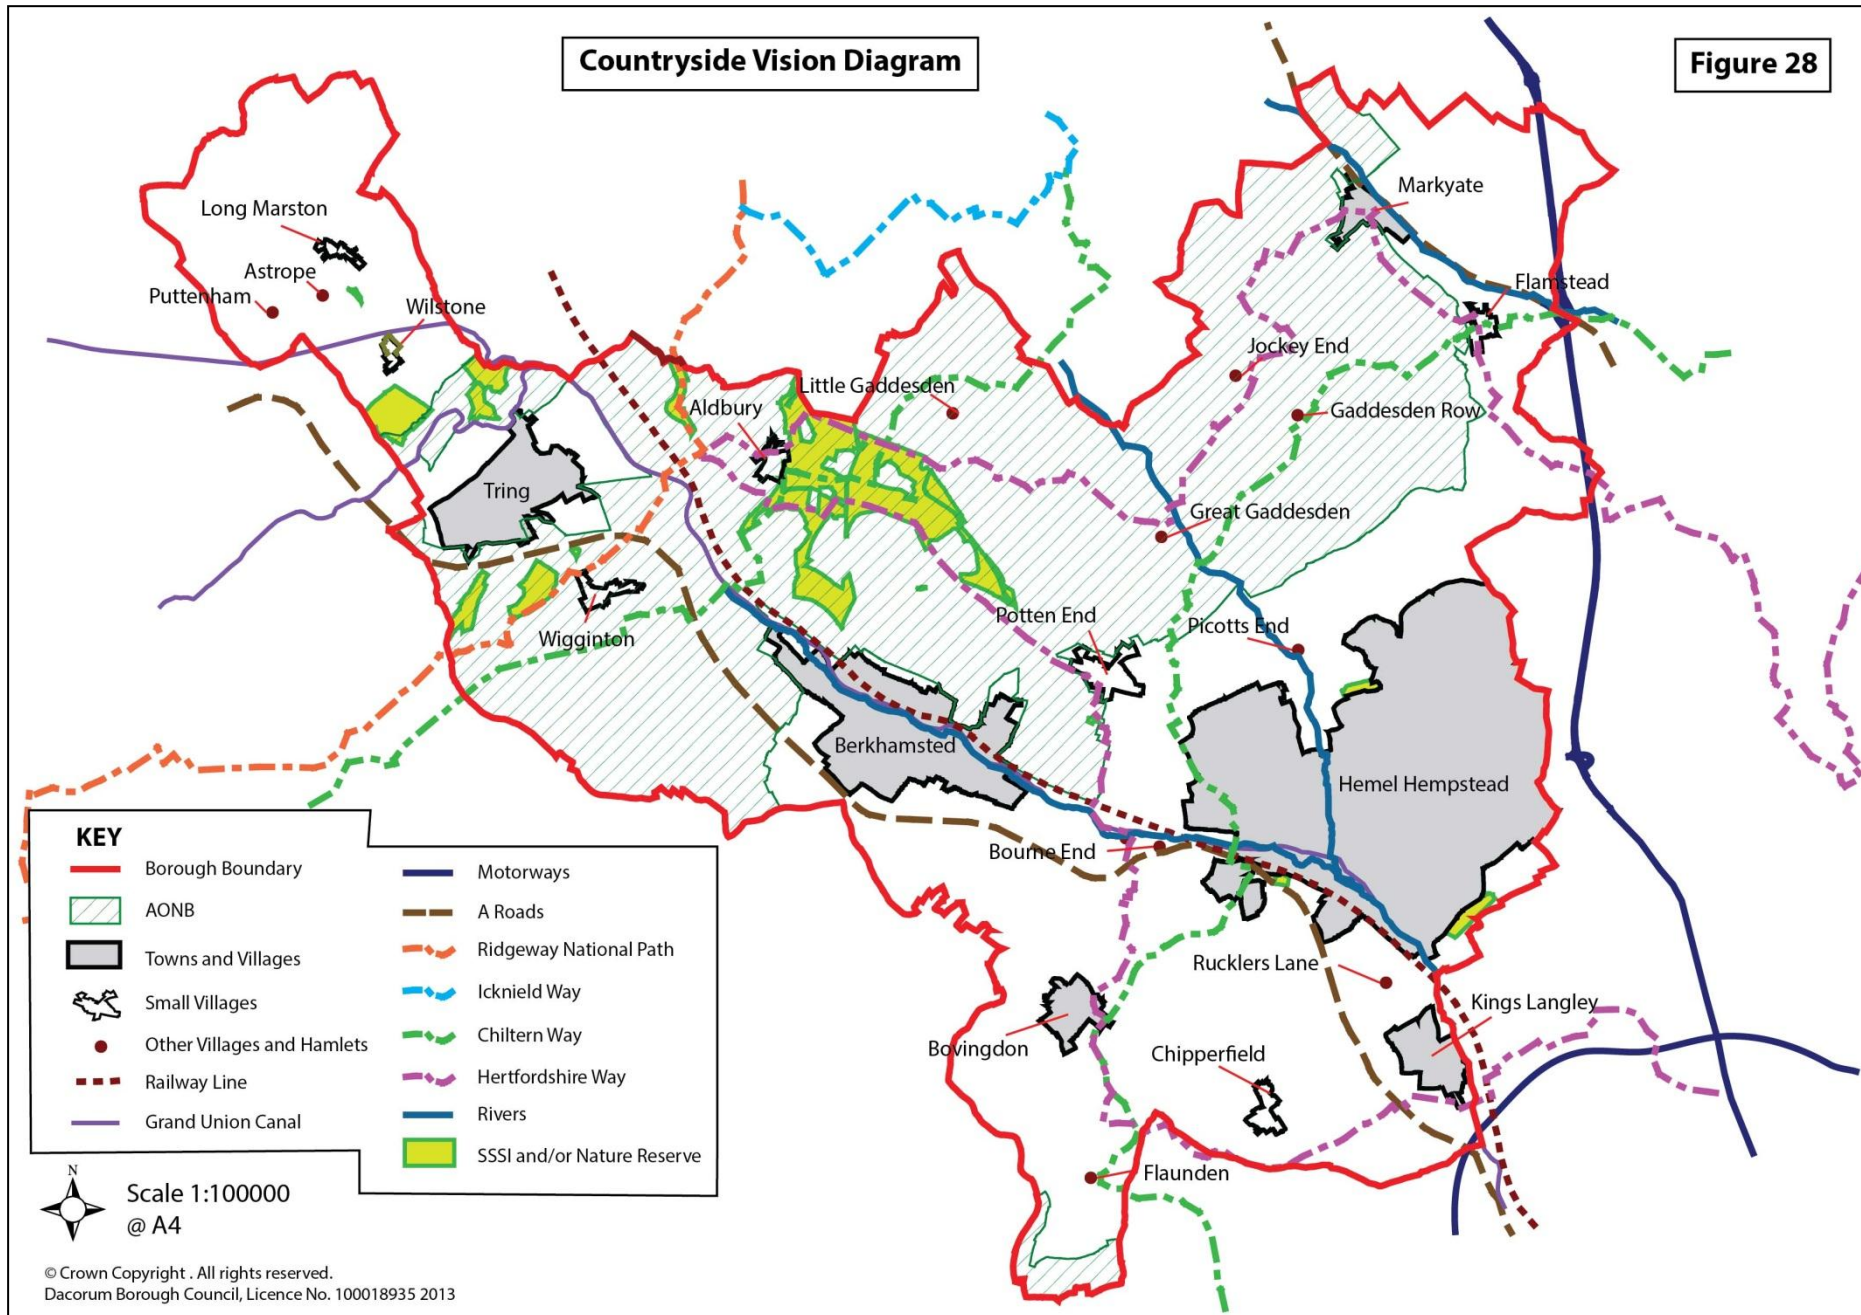 Countryside Vision Diagram
Figure 28
Long Marston
Astrope
Puttenham
Wilstone
Markyate
Flamstead
Jockey End
Little Gaddesden
Aldbury
Gaddesden Row
Tring
Great Gaddesden
Wigginton
Potten End
Picotts End
Berkhamsted
Hemel Hempstead
Bourne End
Rucklers Lane
Kings Langley
Bovingdon
Chipperfield
Flaunden
KEY
Borough Boundary
AONB
Towns and Villages
Small Villages
Other Villages and Hamlets
Railway Line
Grand Union Canal
Motorways
A Roads
Ridgeway National Path
Icknield Way
Chiltern Way
Hertfordshire Way
Rivers
SSSI and/or Nature Reserve
N
Scale 1:100000
@ A4
© Crown Copyright . All rights reserved.
Dacorum Borough Council, Licence No. 100018935 2013